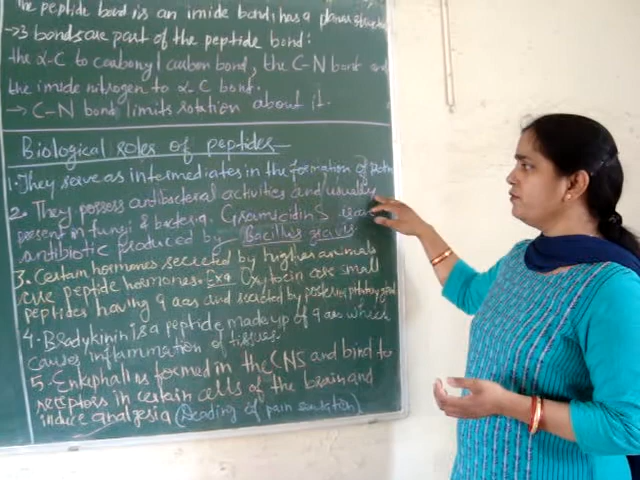 The peptide bond is an imide bond. has a planar structure
→ 3 bonds are part of the peptide bond:
the α-C to carbonyl carbon bond, the C-N bond and
the imide nitrogen to α-C bont.
→ C-N bond limits rotation about it.
Biological roles of peptides—
1. They serve as intermediates in the formation of protein
2. They possess antibacterial activities and usually
present in fungi & bacteria. Gramicidin S is an
antibiotic produced by Bacillus
3. Certain hormones secreted by higher animals
are peptide hormones. Exa Oxytocin are small
peptides having 9 aas and secreted by posterior pituitary gland
4. Bradykinin is a peptide made up of 9 aas which
causes inflammation of tissues.
5. Enkephalins formed in the CNS and bind to
receptors in certain cells of the brain and
induce analgesia (Deading of pain sensation)